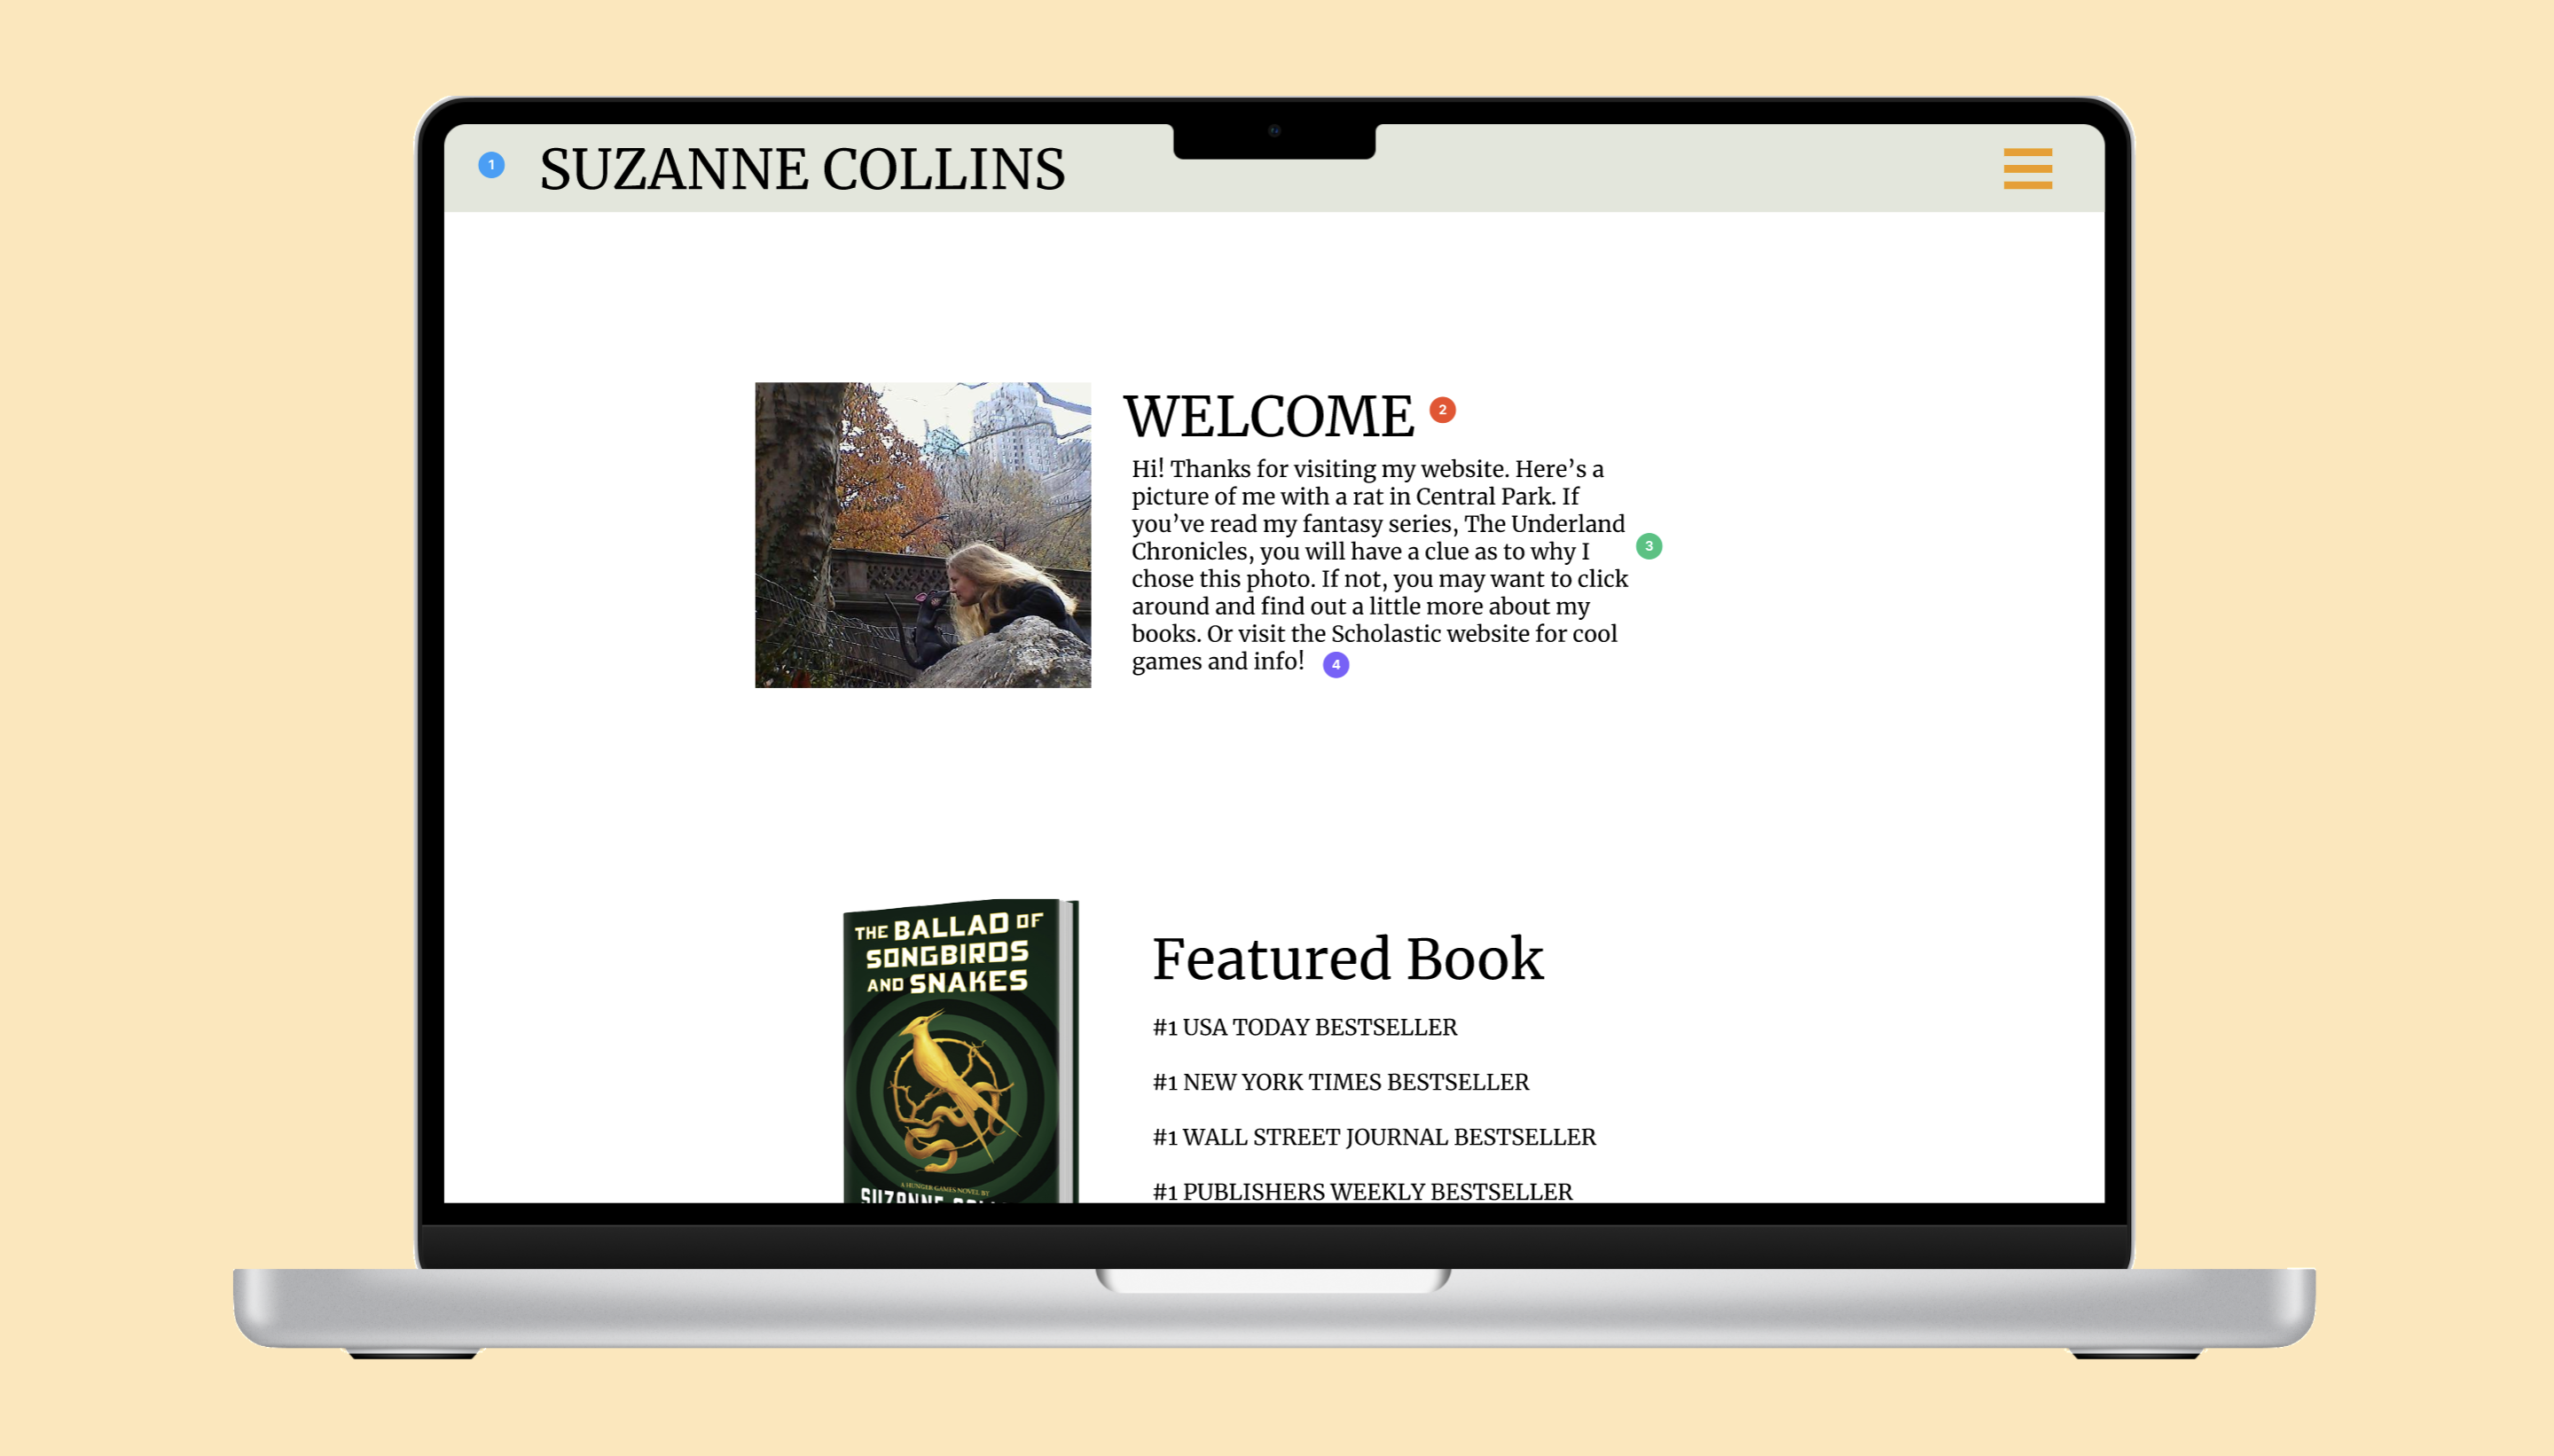 1 SUZANNE COLLINS
WELCOME 2
Hi! Thanks for visiting my website. Here’s a
picture of me with a rat in Central Park. If
you’ve read my fantasy series, The Underland
Chronicles, you will have a clue as to why I
3
chose this photo. If not, you may want to click
around and find out a little more about my
books. Or visit the Scholastic website for cool
games and info! 4
THE BALLAD OF
SONGBIRDS
AND SNAKES
A HUNGER GAMES NOVEL BY
SUZANNE
Featured Book
#1 USA TODAY BESTSELLER
#1 NEW YORK TIMES BESTSELLER
#1 WALL STREET JOURNAL BESTSELLER
#1 PUBLISHERS WEEKLY BESTSELLER